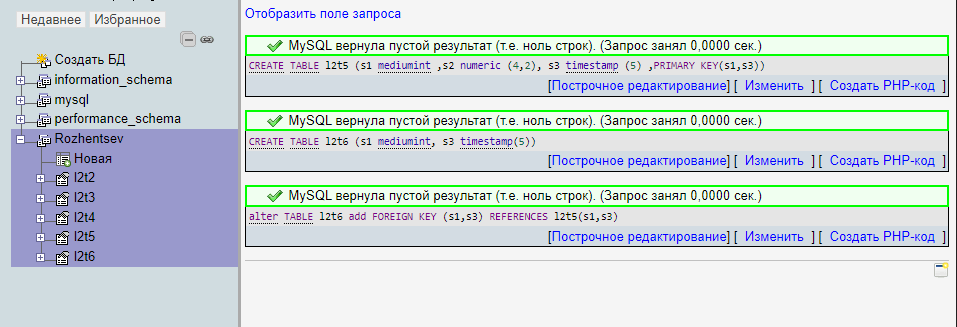 Недавнее Избранное
Создать БД
information_schema
mysql
performance_schema
Rozhentsev
Новая
l2t2
l2t3
l2t4
l2t5
l2t6
Отобразить поле запроса
MySQL вернула пустой результат (т.е. ноль строк). (Запрос занял 0,0000 сек.)
CREATE TABLE l2t5 (s1 mediumint ,s2 numeric (4,2), s3 timestamp (5) ,PRIMARY KEY(s1,s3))
[Построчное редактирование] [ Изменить ] [ Создать PHP-код ]
MySQL вернула пустой результат (т.е. ноль строк). (Запрос занял 0,0000 сек.)
CREATE TABLE l2t6 (s1 mediumint, s3 timestamp(5))
[Построчное редактирование] [ Изменить ] [ Создать PHP-код ]
MySQL вернула пустой результат (т.е. ноль строк). (Запрос занял 0,0000 сек.)
alter TABLE l2t6 add FOREIGN KEY (s1,s3) REFERENCES l2t5(s1,s3)
[Построчное редактирование] [ Изменить ] [ Создать PHP-код ]